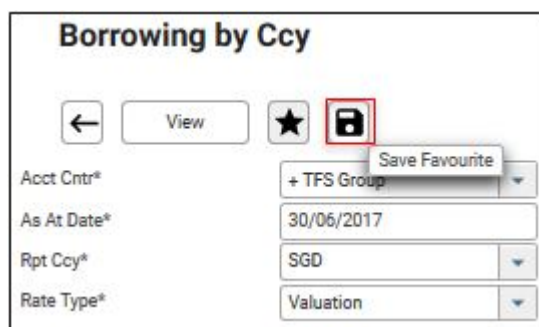 Borrowing by Ccy
View
Save Favourite
Acct Cntr* + TFS Group
As At Date* 30/06/2017
Rpt Ccy* SGD
Rate Type* Valuation